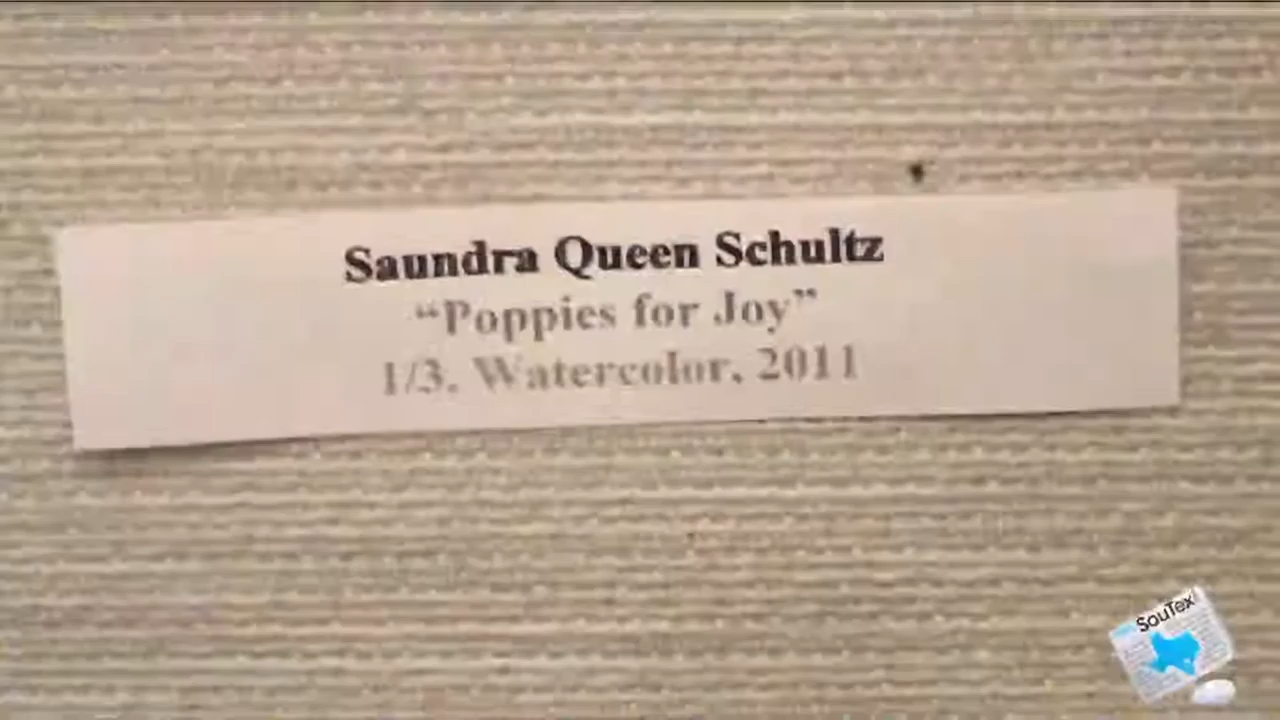 Saundra Queen Schultz
“Poppies for Joy”
1/3. Watercolor, 2011
SouTex